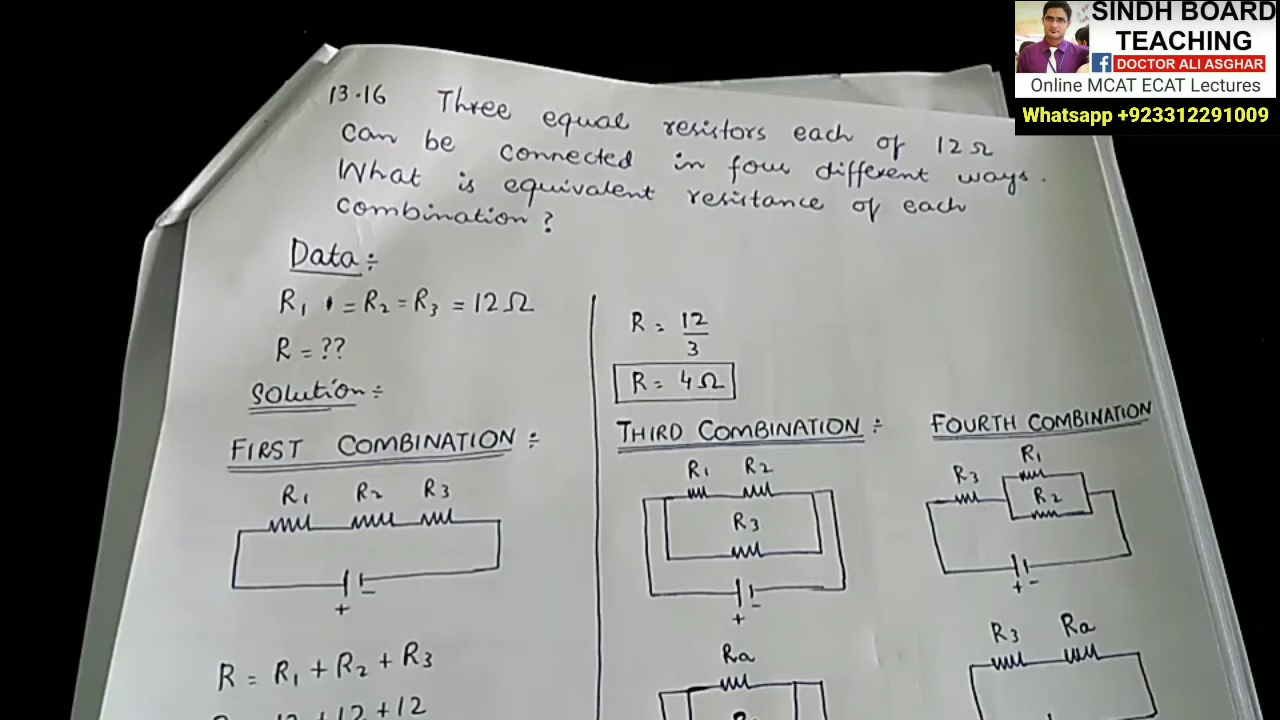 SINDH BOARD
TEACHING
DOCTOR ALI ASGHAR
Online MCAT ECAT Lectures
Whatsapp +923312291009
13.16 Three equal resistors each of 12Ω
can be connected in four different ways.
What is equivalent resistance of each
combination?
Data:
R₁ = R₂ = R₃ = 12Ω
R = ??
Solution:
FIRST COMBINATION:
R₁ R₂ R₃
+ -
R = R₁ + R₂ + R₃
12 + 12 + 12
R = 12/3
R = 4Ω
THIRD COMBINATION:
R₁ R₂
R₃
+ -
Ra
FOURTH COMBINATION
R₁
R₃
R₂
+ -
R₃ Ra